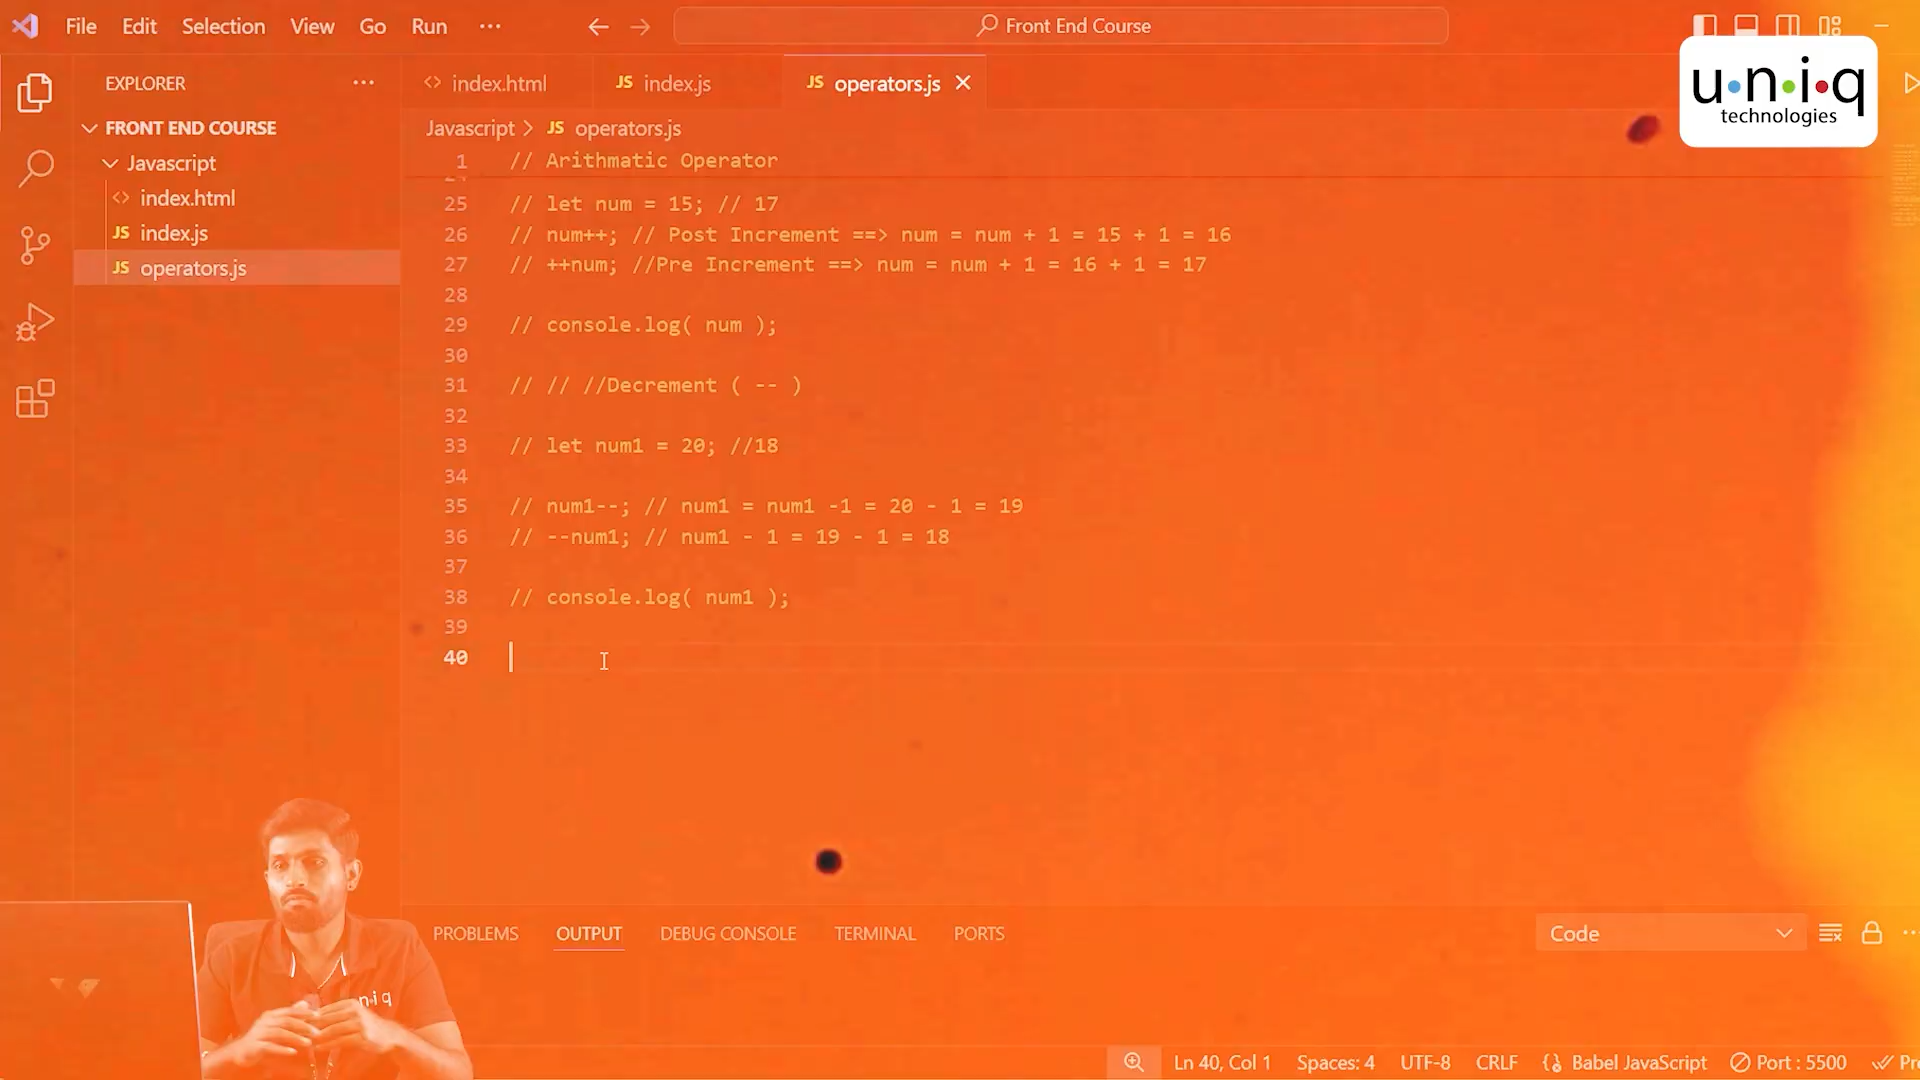 File Edit Selection View Go Run ···
Front End Course
u·n·i·q
technologies
EXPLORER ···
index.html
JS index.js
JS operators.js
FRONT END COURSE
Javascript
index.html
JS index.js
JS operators.js
Javascript > JS operators.js
1 // Arithmatic Operator
25 // let num = 15; // 17
26 // num++; // Post Increment ==> num = num + 1 = 15 + 1 = 16
27 // ++num; //Pre Increment ==> num = num + 1 = 16 + 1 = 17
28
29 // console.log( num );
30
31 // // //Decrement ( -- )
32
33 // let num1 = 20; //18
34
35 // num1--; // num1 = num1 -1 = 20 - 1 = 19
36 // --num1; // num1 - 1 = 19 - 1 = 18
37
38 // console.log( num1 );
39
40
n·i q
PROBLEMS OUTPUT DEBUG CONSOLE TERMINAL PORTS
Code
Ln 40, Col 1 Spaces: 4 UTF-8 CRLF Babel JavaScript Port : 5500